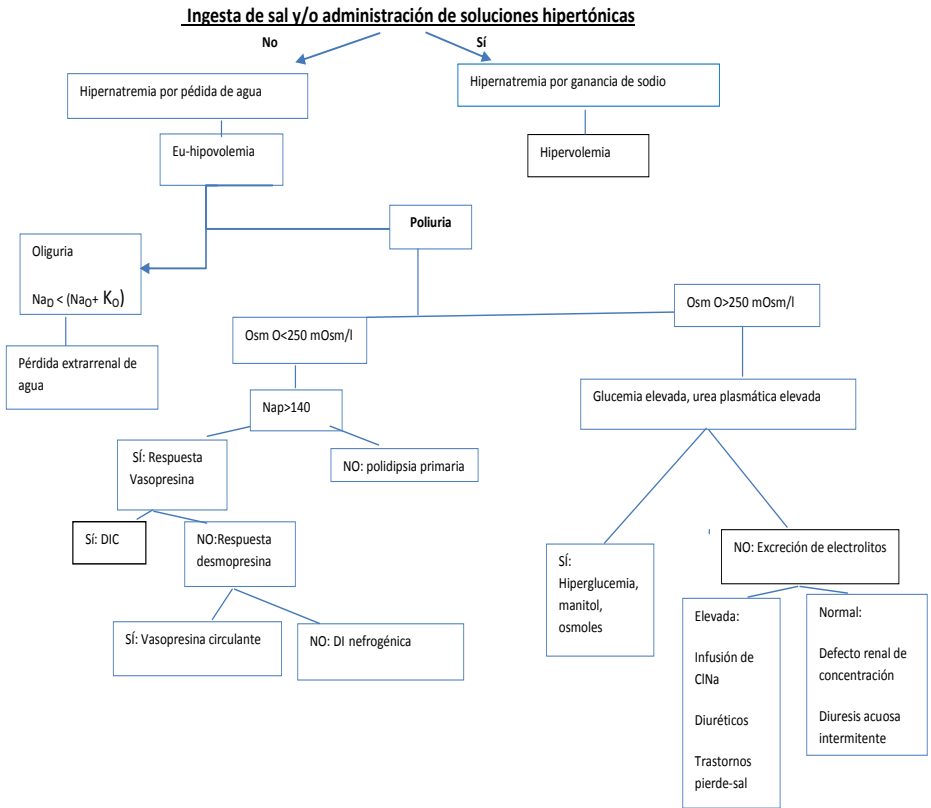 Ingesta de sal y/o administración de soluciones hipertónicas
No
Sí
Hipernatremia por pédida de agua
Hipernatremia por ganancia de sodio
Eu-hipovolemia
Hipervolemia
Poliuria
Oliguria
NaD < (NaO+ KO)
Pérdida extrarrenal de
agua
Osm O<250 mOsm/l
Osm O>250 mOsm/l
Nap>140
Glucemia elevada, urea plasmática elevada
SÍ: Respuesta
Vasopresina
NO: polidipsia primaria
Sí: DIC
NO:Respuesta
desmopresina
SÍ: Vasopresina circulante
NO: DI nefrogénica
SÍ:
Hiperglucemia,
manitol,
osmoles
NO: Excreción de electrolitos
Elevada:
Infusión de
ClNa
Diuréticos
Trastornos
pierde-sal
Normal:
Defecto renal de
concentración
Diuresis acuosa
intermitente